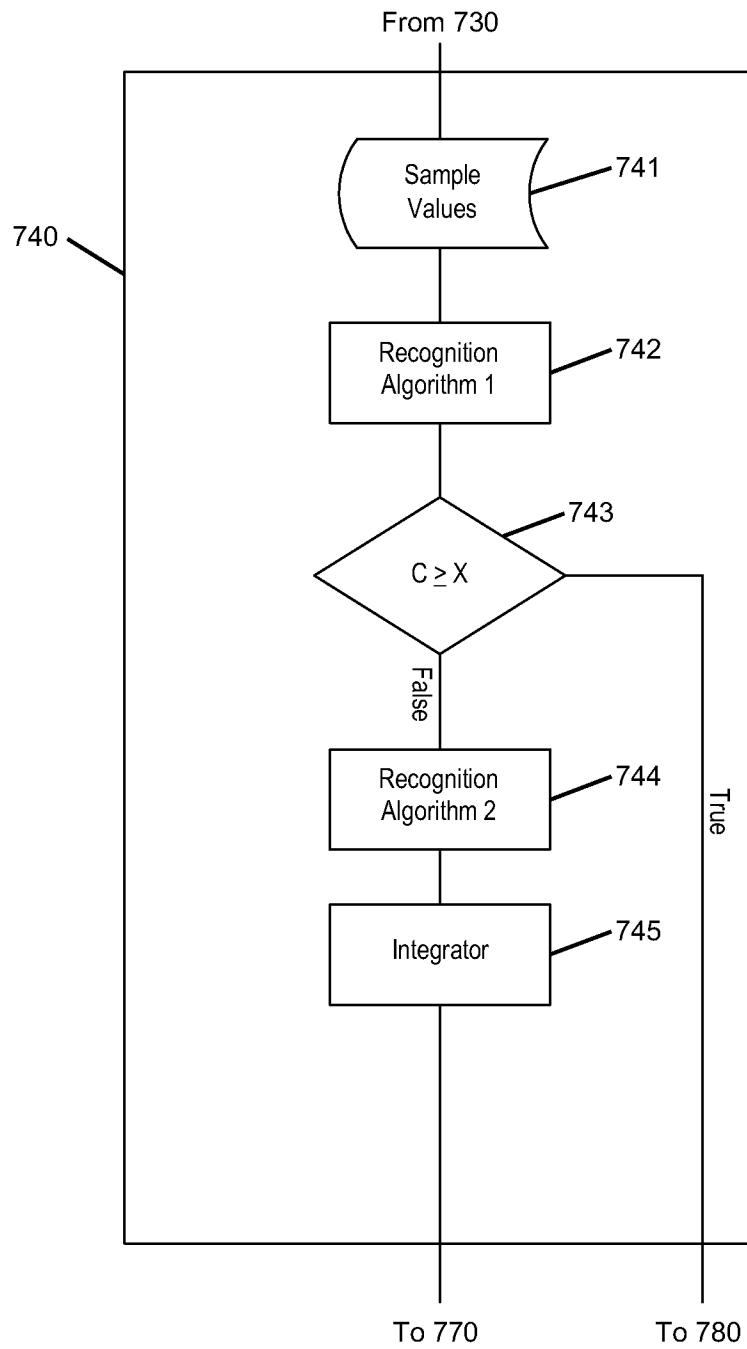 From 730
Sample
Values
741
740
Recognition
Algorithm 1
742
743
C ≥ X
False
Recognition
Algorithm 2
744
True
Integrator
745
To 770
To 780